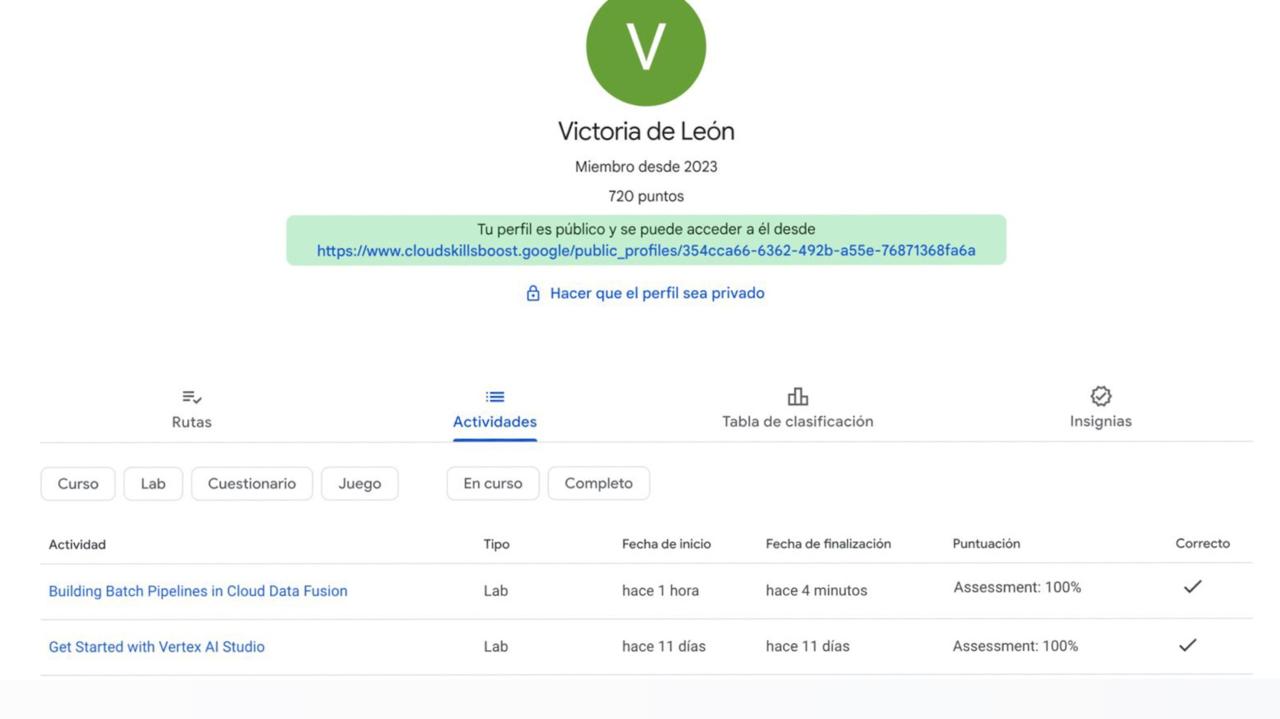 V
Victoria de León
Miembro desde 2023
720 puntos
Tu perfil es público y se puede acceder a él desde
https://www.cloudskillsboost.google/public_profiles/354cca66-6362-492b-a55e-76871368fa6a
Hacer que el perfil sea privado
Rutas Actividades Tabla de clasificación Insignias
Curso Lab Cuestionario Juego En curso Completo
Actividad Tipo Fecha de inicio Fecha de finalización Puntuación Correcto
Building Batch Pipelines in Cloud Data Fusion Lab hace 1 hora hace 4 minutos Assessment: 100%
Get Started with Vertex AI Studio Lab hace 11 días hace 11 días Assessment: 100%